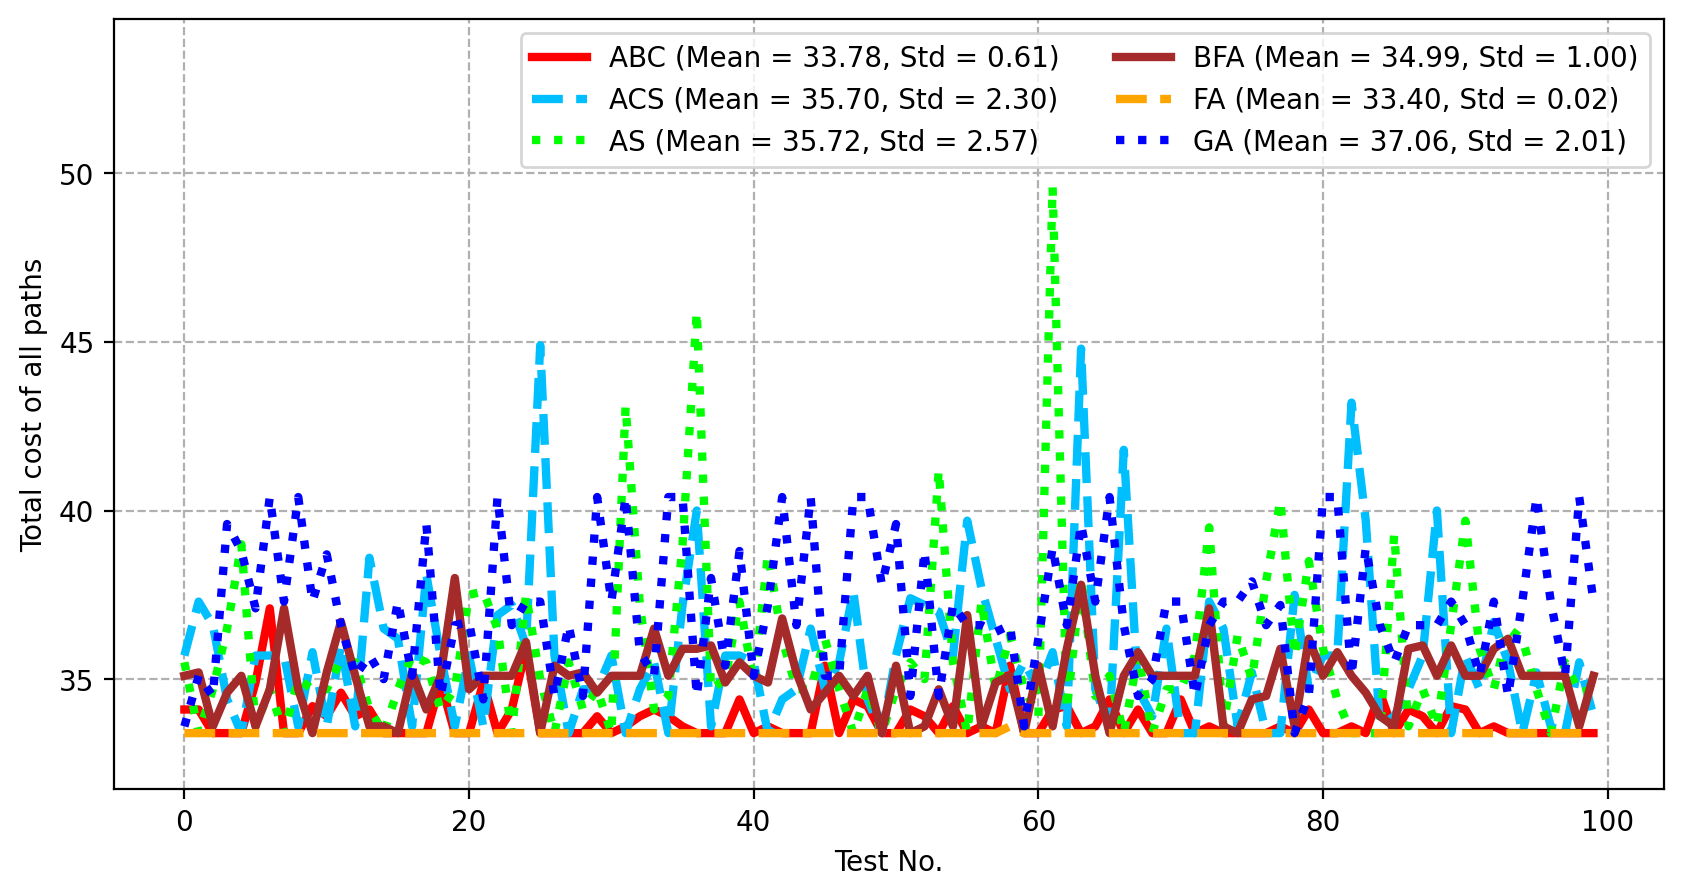 ABC (Mean = 33.78, Std = 0.61)
ACS (Mean = 35.70, Std = 2.30)
AS (Mean = 35.72, Std = 2.57)
BFA (Mean = 34.99, Std = 1.00)
FA (Mean = 33.40, Std = 0.02)
GA (Mean = 37.06, Std = 2.01)
Total cost of all paths
50
45
40
35
0 20 40 60 80 100
Test No.